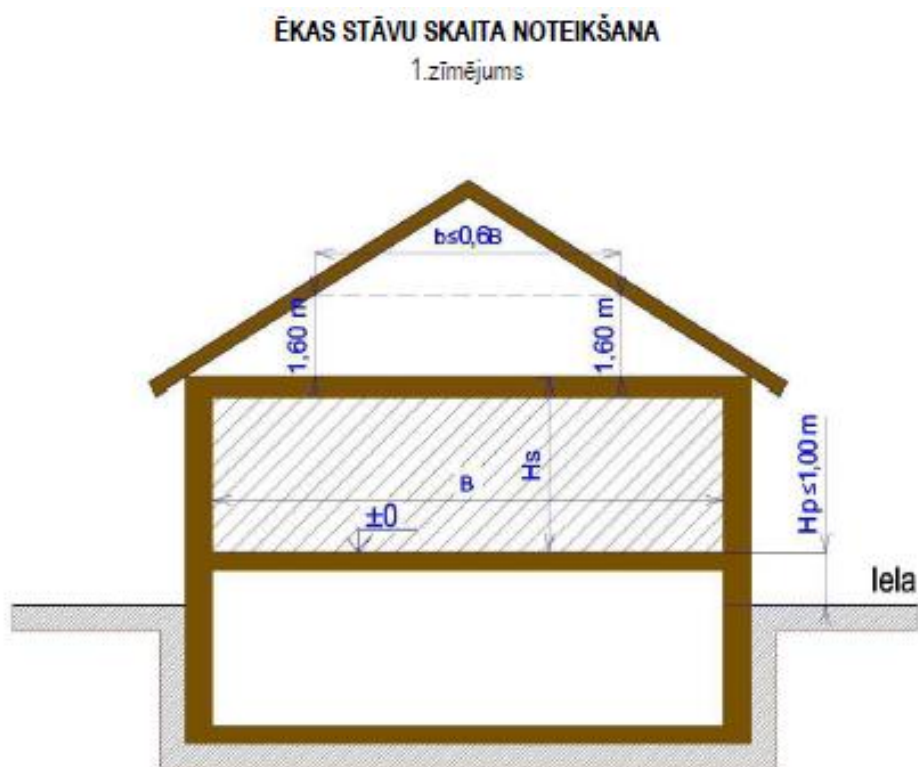 ĒKAS STĀVU SKAITA NOTEIKŠANA
1.zīmējums
b≤0,6B
1,60 m
1,60 m
Hs
B
±0
Hp≤1,00 m
Iela